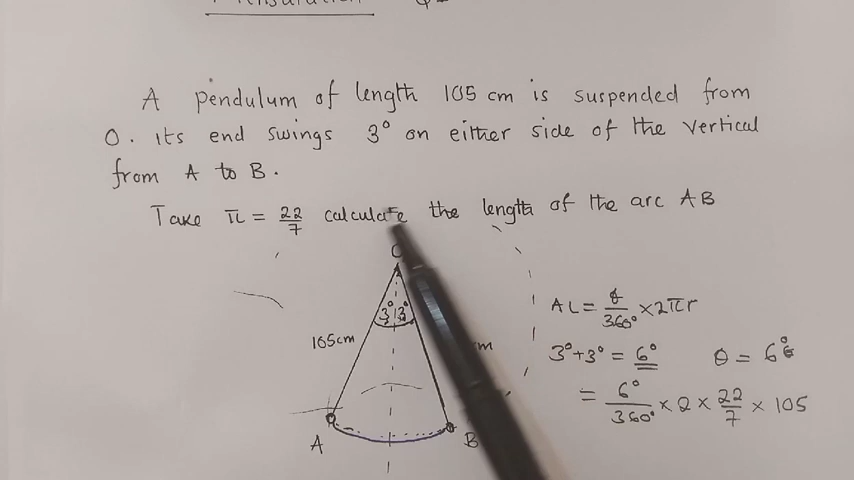 A pendulum of length 105 cm is suspended from
O. its end swings 3° on either side of the vertical
from A to B.
Take π = 22/7 calculate the length of the arc AB
3° 3°
105cm
A
B
AL = θ/360° × 2πr
3° + 3° = 6° θ = 6°
= 6°/360° × 2 × 22/7 × 105